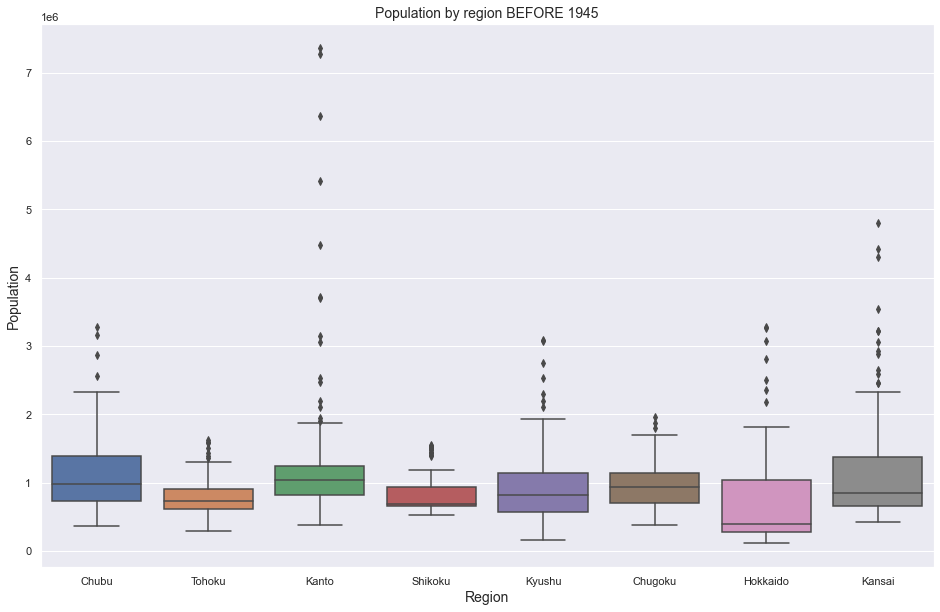 Population by region BEFORE 1945
1e6
7
6
5
4
3
2
1
0
Population
Chubu Tohoku Kanto Shikoku Kyushu Chugoku Hokkaido Kansai
Region